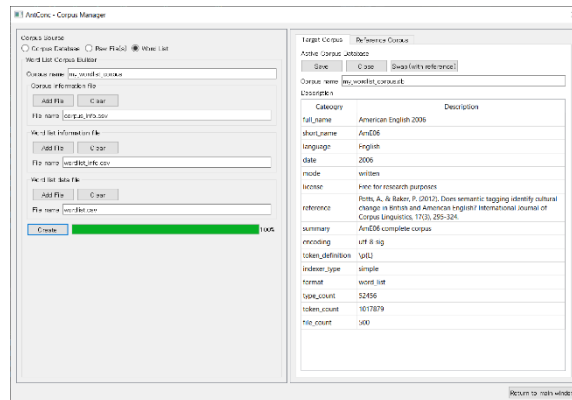 AntConc - Corpus Manager
Corpus Source
Corpus Database Raw File(s) Word List
Word List Corpus Builder
Corpus name my_wordlist_corpus
Corpus information file
Add File Clear
File name corpus_info.csv
Word list information file
Add File Clear
File name wordlist_info.csv
Word list data file
Add File Clear
File name wordlist.csv
Create 100%
Target Corpus Reference Corpus
Active Corpus Database
Save Close Swap (with reference)
Corpus name my_wordlist_corpus.db
Description
Category Description
full_name American English 2006
short_name AmE06
language English
date 2006
mode written
license Free for research purposes
reference Potts, A., & Baker, P. (2012). Does semantic tagging identify cultural
change in British and American English? International Journal of
Corpus Linguistics, 17(3), 295-324.
summary AmE06 complete corpus
encoding utf-8-sig
token_definition \p{L}
indexer_type simple
format word_list
type_count 52456
token_count 1017879
file_count 500
Return to main window